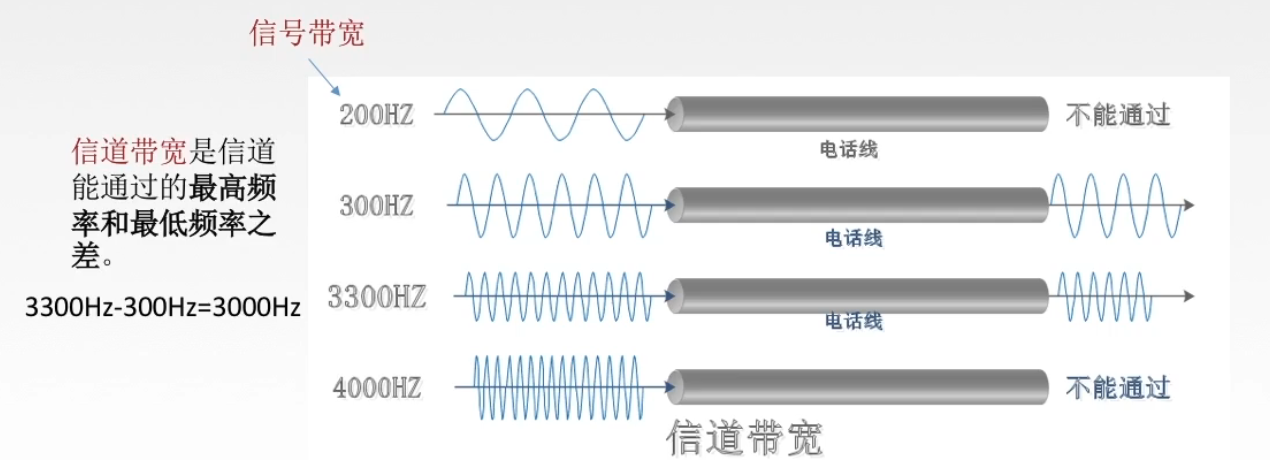 信号带宽
200HZ
不能通过
电话线
信道带宽是信道
能通过的最高频
率和最低频率之
差。
3300Hz-300Hz=3000Hz
300HZ
电话线
3300HZ
电话线
4000HZ
不能通过
信道带宽